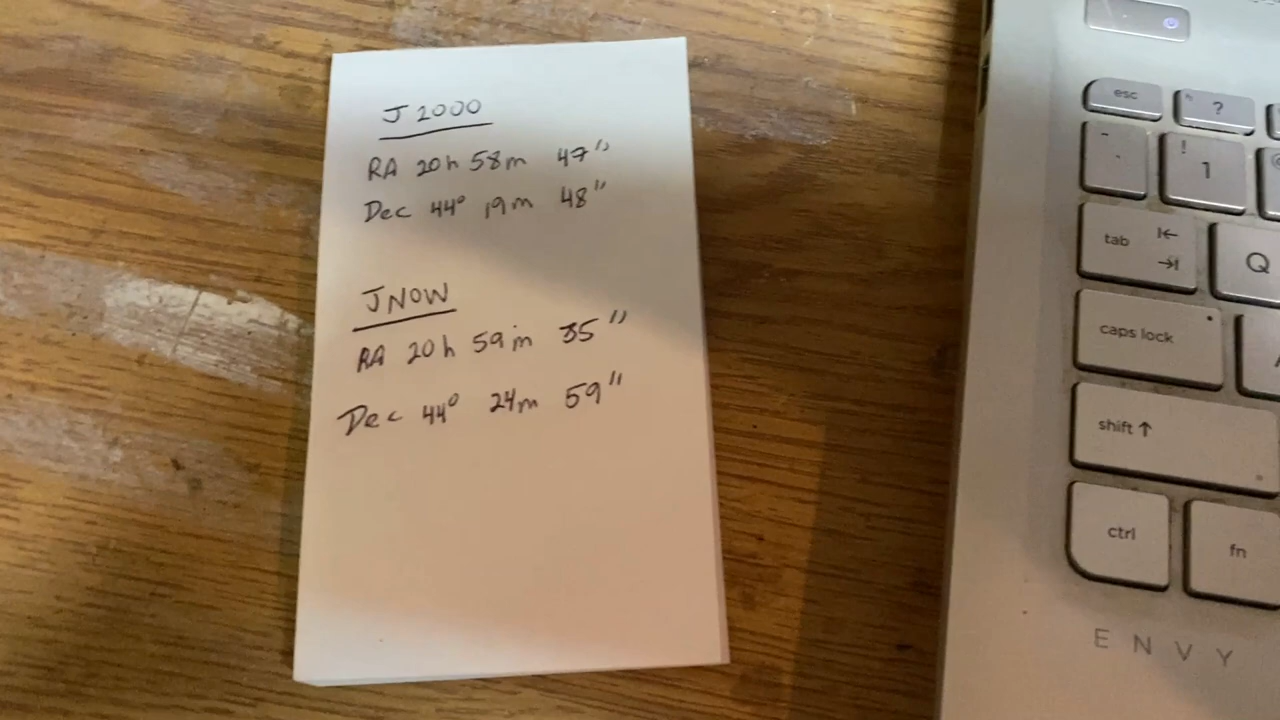 J2000
RA 20h 58m 47"
Dec 44° 19m 48"
JNOW
RA 20h 59m 35"
Dec 44° 24m 59"
esc
?
!
1
tab
Q
caps lock
shift
ctrl
fn
ENVY